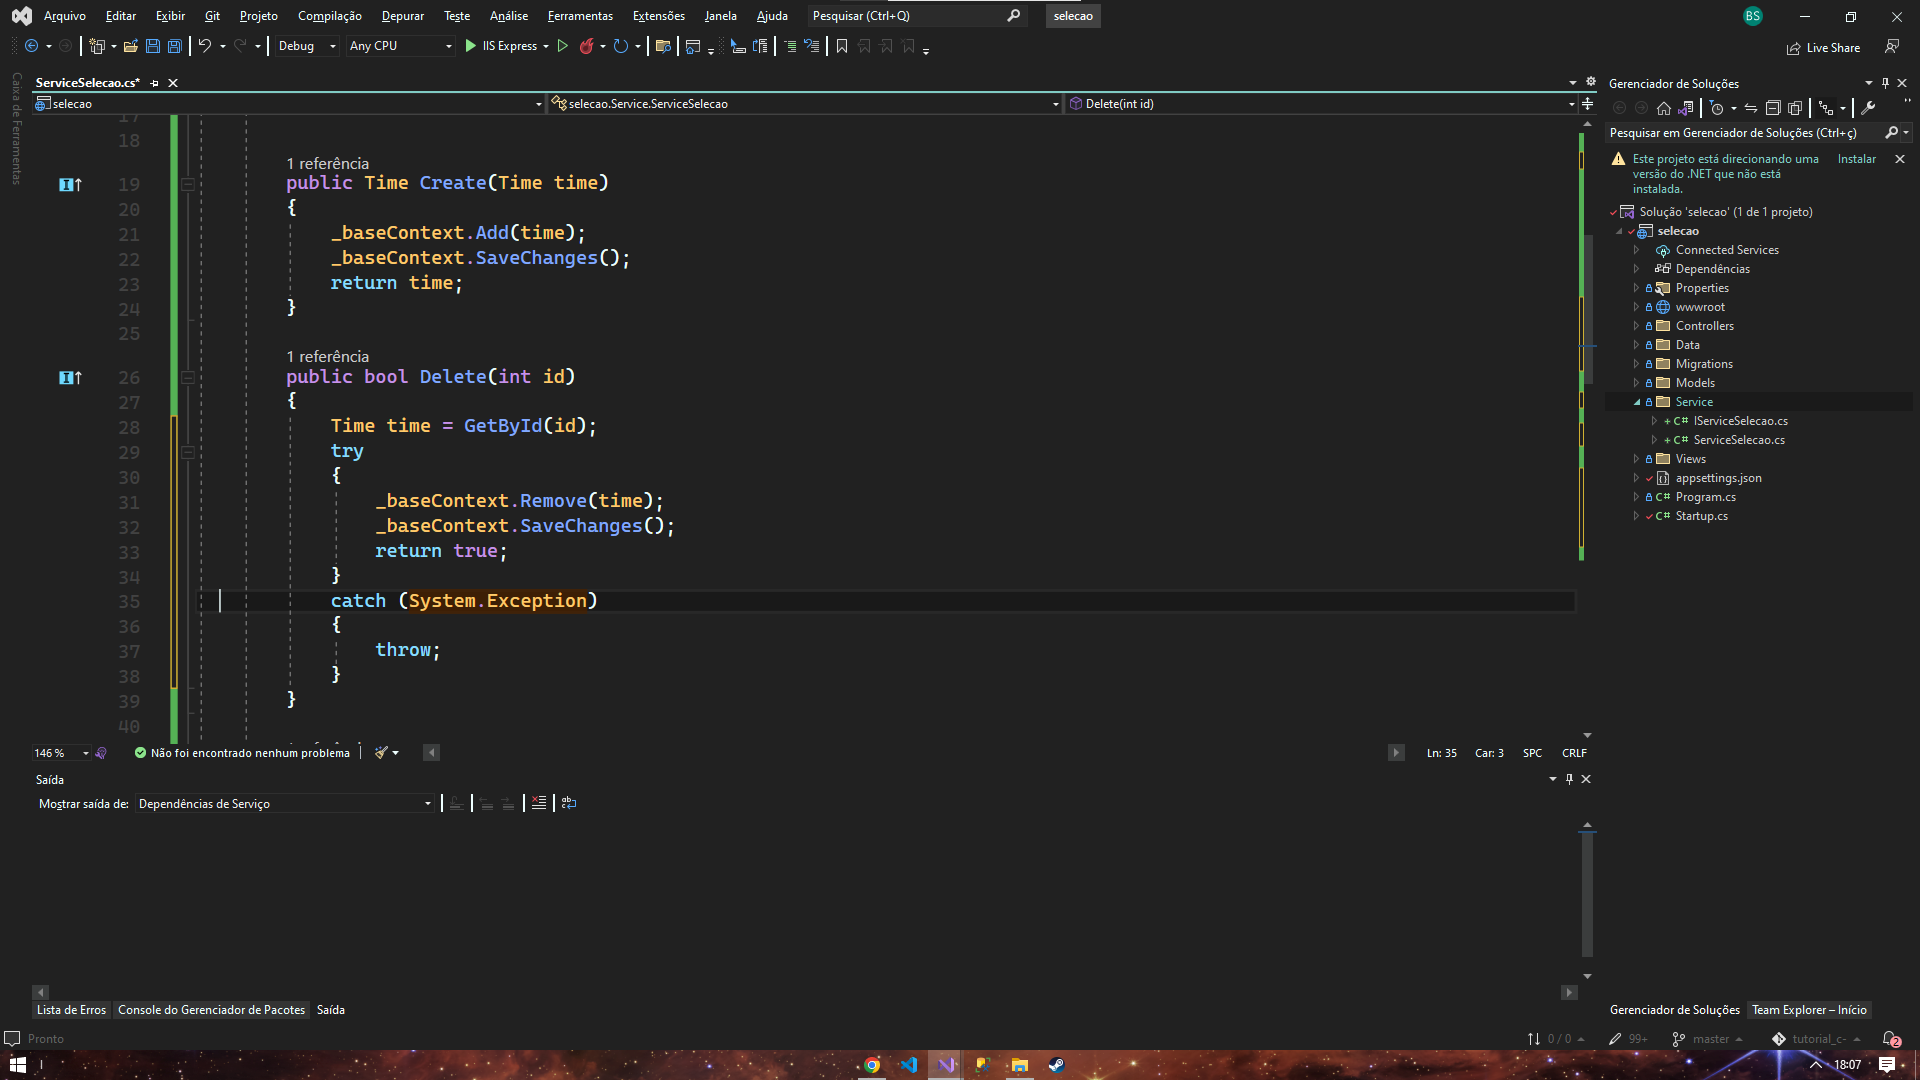 Arquivo Editar Exibir Git Projeto Compilação Depurar Teste Análise Ferramentas Extensões Janela Ajuda Pesquisar (Ctrl+Q) selecao BS
Debug Any CPU IIS Express Live Share
Caixa de Ferramentas
ServiceSelecao.cs*
selecao selecao.Service.ServiceSelecao Delete(int id)
17
18
1 referência
19 public Time Create(Time time)
20 {
21 _baseContext.Add(time);
22 _baseContext.SaveChanges();
23 return time;
24 }
25
1 referência
26 public bool Delete(int id)
27 {
28 Time time = GetById(id);
29 try
30 {
31 _baseContext.Remove(time);
32 _baseContext.SaveChanges();
33 return true;
34 }
35 catch (System.Exception)
36 {
37 throw;
38 }
39 }
40
146 % Não foi encontrado nenhum problema Ln: 35 Car: 3 SPC CRLF
Saída
Mostrar saída de: Dependências de Serviço
Lista de Erros Console do Gerenciador de Pacotes Saída
Gerenciador de Soluções
Pesquisar em Gerenciador de Soluções (Ctrl+ç)
Este projeto está direcionando uma versão do .NET que não está instalada. Instalar
Solução 'selecao' (1 de 1 projeto)
selecao
Connected Services
Dependências
Properties
wwwroot
Controllers
Data
Migrations
Models
Service
IServiceSelecao.cs
ServiceSelecao.cs
Views
appsettings.json
Program.cs
Startup.cs
Gerenciador de Soluções Team Explorer – Início
Pronto 0 / 0 99+ master tutorial_c- 2
18:07